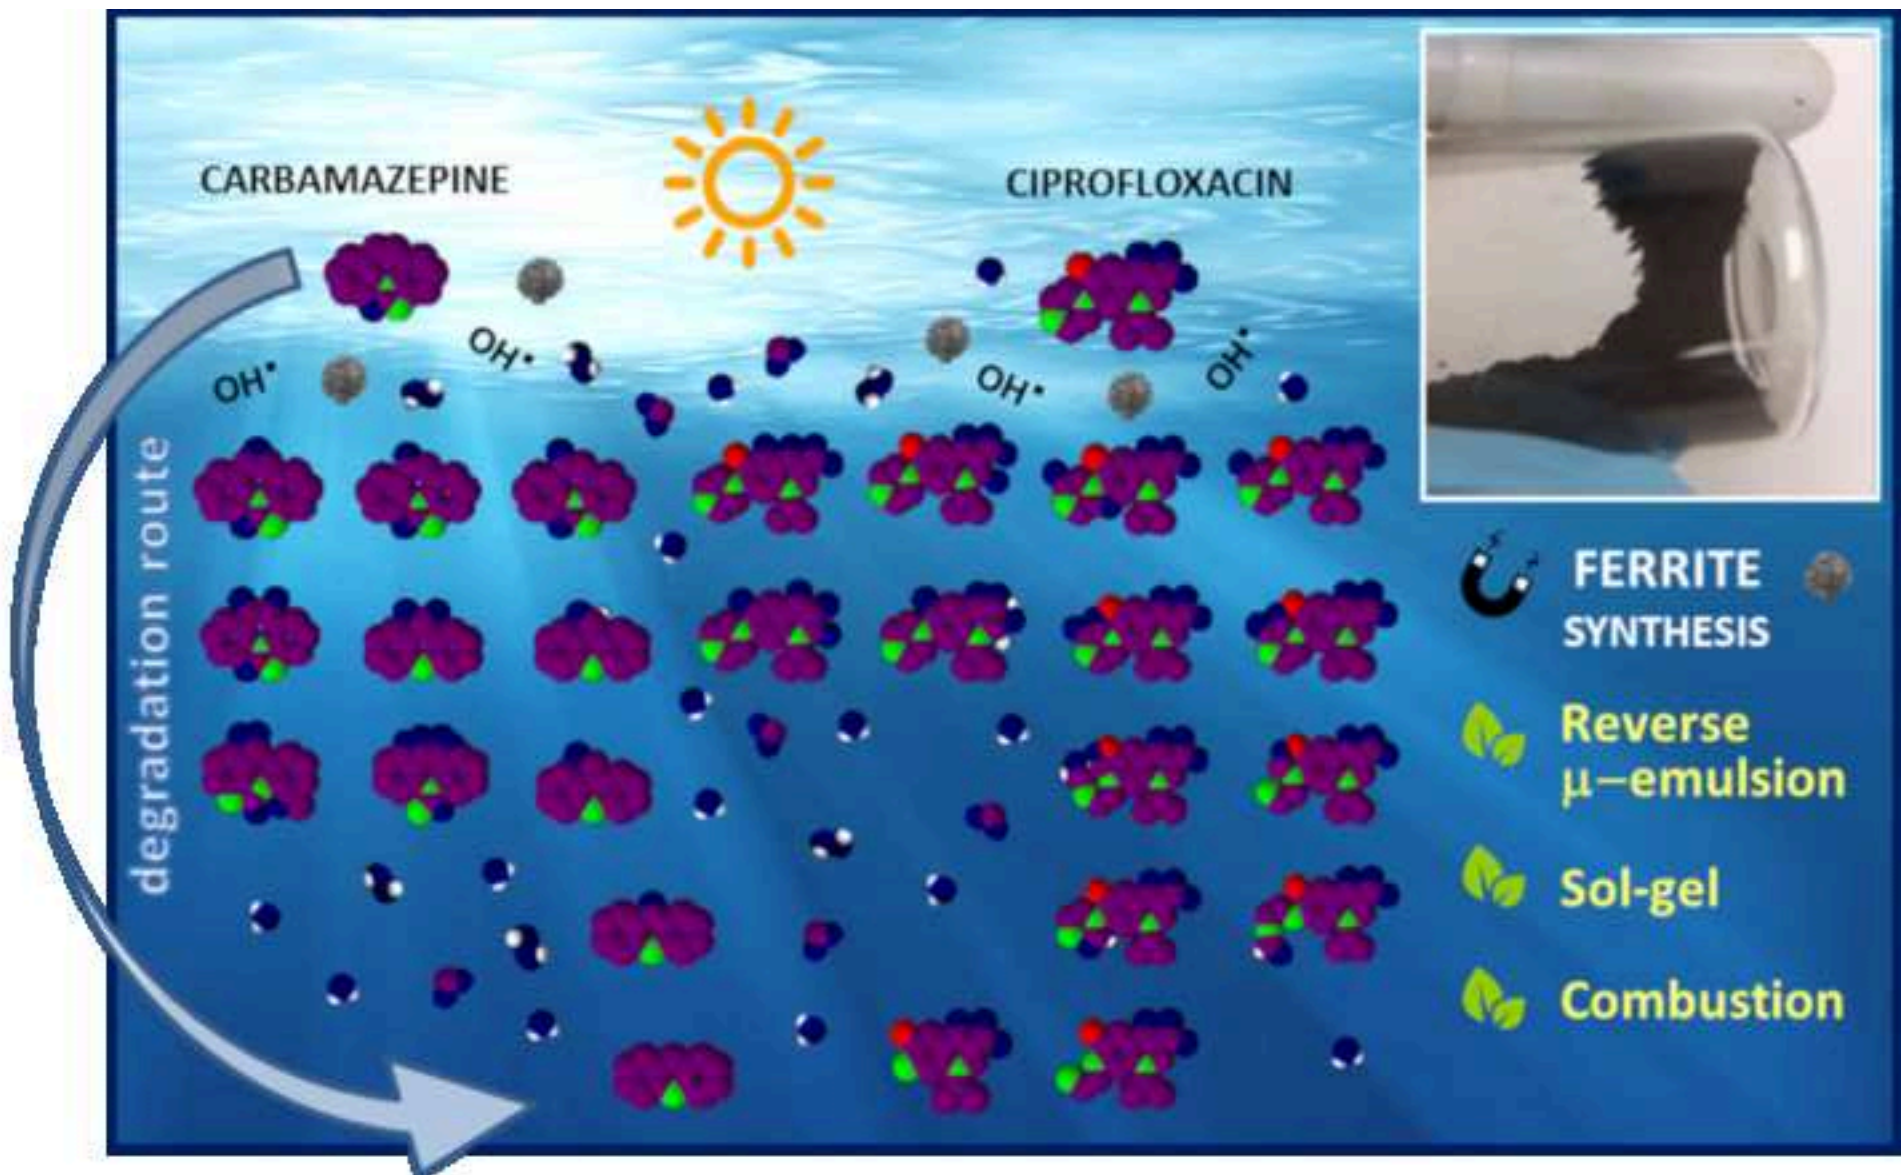 CARBAMAZEPINE
CIPROFLOXACIN
OH•
OH•
OH•
OH•
degradation route
FERRITE
SYNTHESIS
Reverse
μ−emulsion
Sol-gel
Combustion